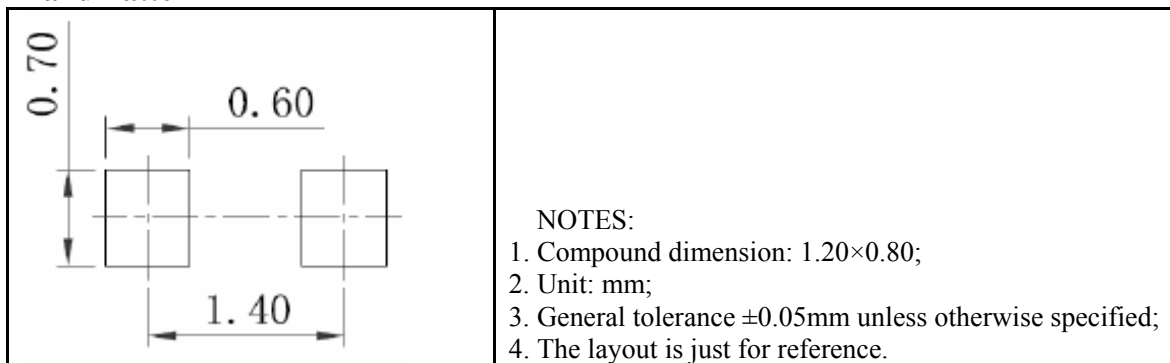 0. 70
0. 60
1. 40
NOTES:
1. Compound dimension: 1.20×0.80;
2. Unit: mm;
3. General tolerance ±0.05mm unless otherwise specified;
4. The layout is just for reference.